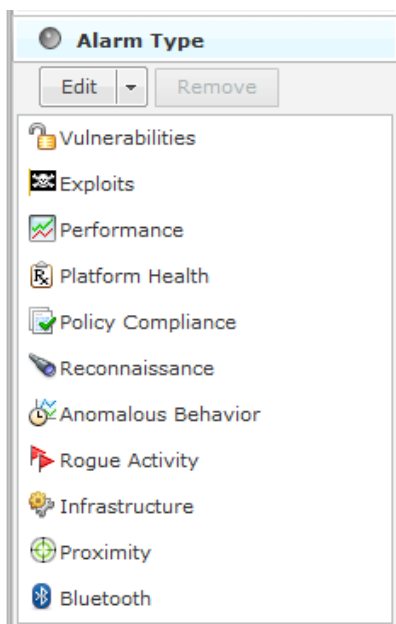 Alarm Type
Edit Remove
Vulnerabilities
Exploits
Performance
Platform Health
Policy Compliance
Reconnaissance
Anomalous Behavior
Rogue Activity
Infrastructure
Proximity
Bluetooth